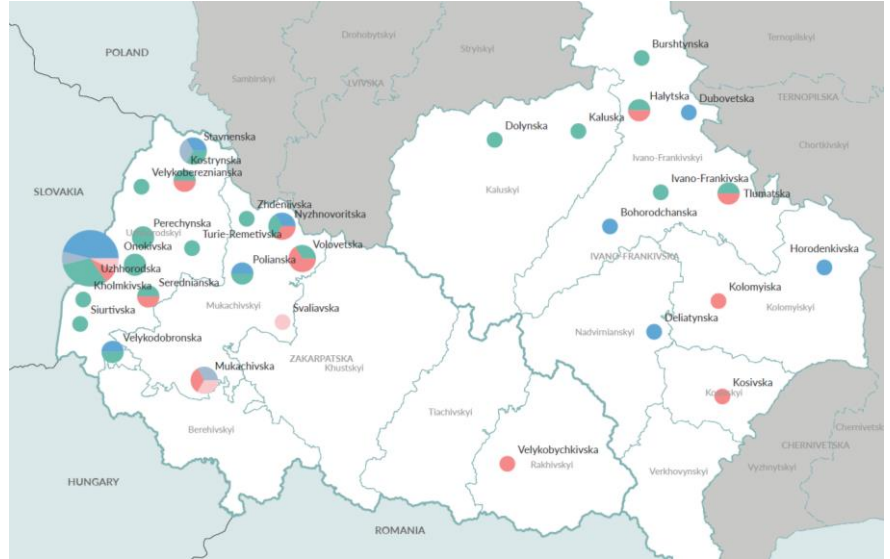 POLAND
Drohobytskyi
Stryiskyi
Burshtynska
Ternopilskyi
Sambirskyi
LVIVSKA
TERNOPILSKA
Halytska
Dubovetska
Stavnenska
Kostrynska
Dolynska
Kaluska
Chortkivskyi
SLOVAKIA
Velykobereznianska
Ivano-Frankivskyi
Kaluskyi
Ivano-Frankivska
Tlumatska
Zhdeniivska
Nyzhnovoritska
Perechynska
Uzhhorodskyi
Turie-Remetivska
Bohorodchanska
Onokivska
Volovetska
Horodenkivska
IVANO-FRANKIVSKA
Uzhhorodska
Polianska
Kholmkivska
Serednianska
Kolomyiska
Mukachivskyi
Kolomyiskyi
Siurtivska
Svaliavska
Deliatynska
Nadvirnianskyi
Velykodobronska
ZAKARPATSKA
Khustskyi
Mukachivska
Kosivska
Kosivskyi
Tiachivskyi
Chernivetskyi
Berehivskyi
CHERNIVETSKA
Velykobychkivska
Rakhivskyi
Verkhovynskyi
Vyzhnytskyi
HUNGARY
ROMANIA